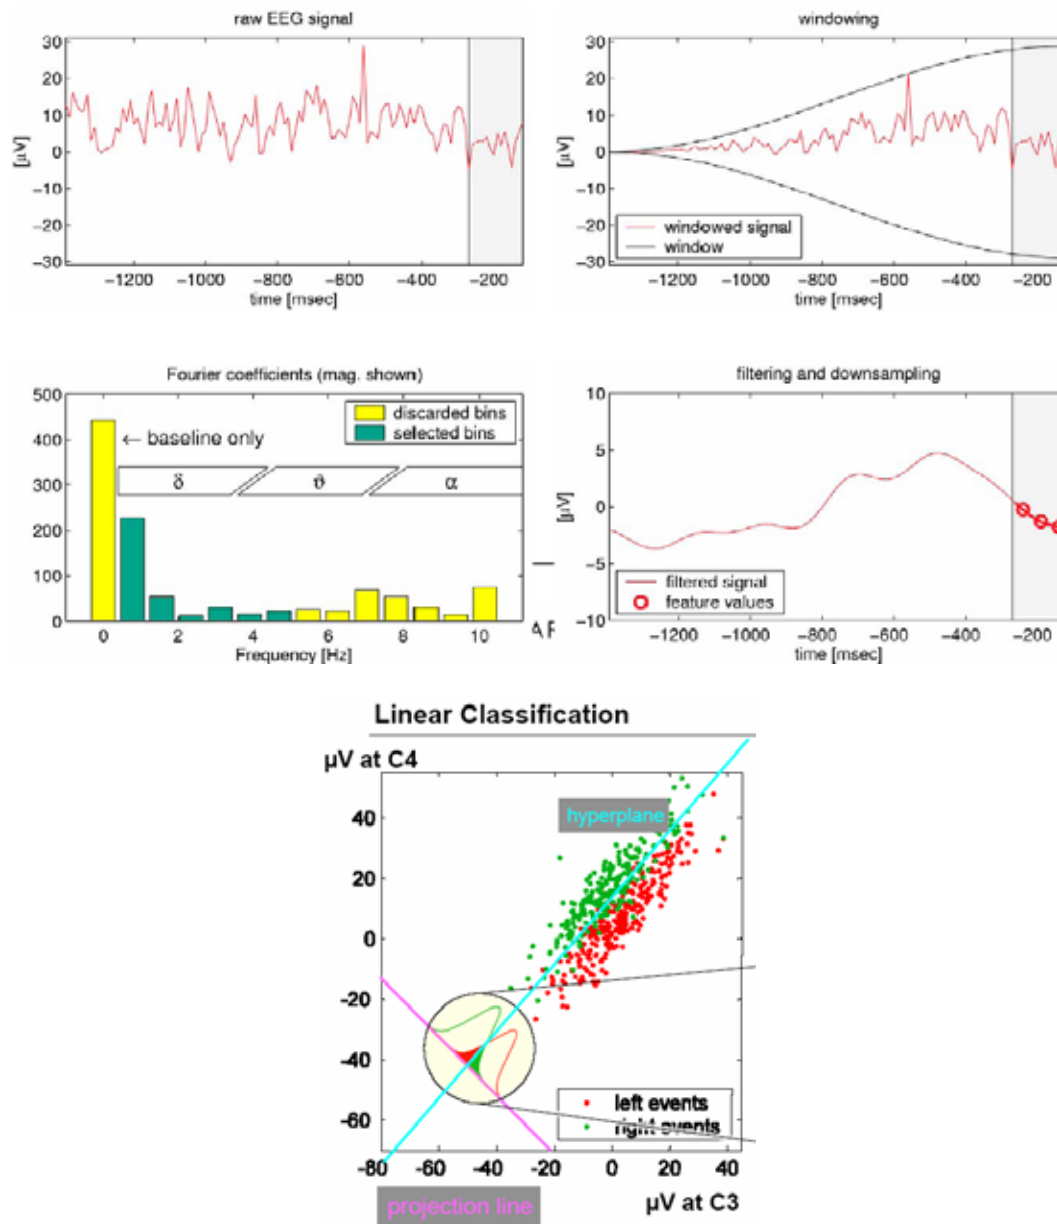 raw EEG signal
30
20
10
0
−10
−20
−30
[µV]
−1200 −1000 −800 −600 −400 −200
time [msec]
windowing
30
20
10
0
−10
−20
−30
[µV]
windowed signal
window
−1200 −1000 −800 −600 −400 −200
time [msec]
Fourier coefficients (mag. shown)
500
400
300
200
100
0
discarded bins
selected bins
← baseline only
δ ϑ α
0 2 4 6 8 10
Frequency [Hz]
filtering and downsampling
10
5
0
−5
−10
[µV]
filtered signal
feature values
−1200 −1000 −800 −600 −400 −200
time [msec]
Linear Classification
µV at C4
hyperplane
40
20
0
-20
-40
-60
left events
right events
-80 -60 -40 -20 0 20 40
projection line
µV at C3